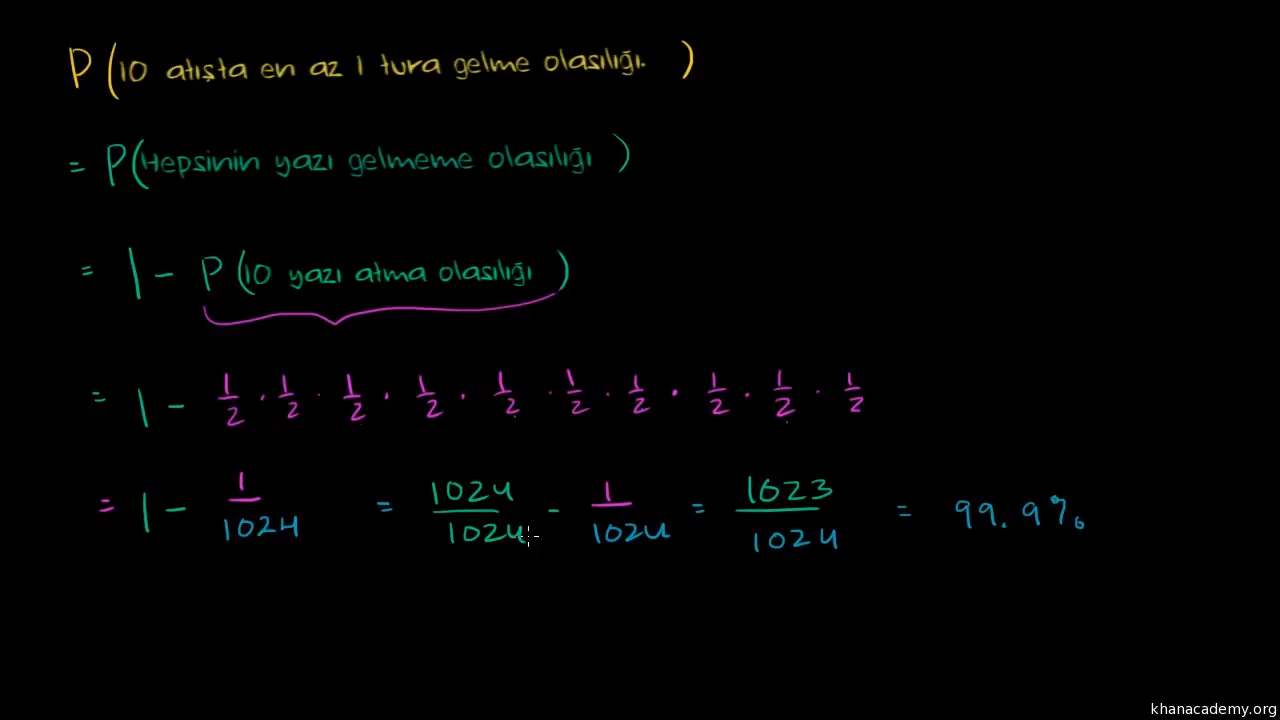 P(10 atışta en az 1 tura gelme olasılığı. )
= P(Hepsinin yazı gelmeme olasılığı )
= 1 - P (10 yazı atma olasılığı )
= 1 - 1/2 · 1/2 · 1/2 · 1/2 · 1/2 · 1/2 · 1/2 · 1/2 · 1/2 · 1/2
= 1 - 1/1024 = 1024/1024 - 1/1024 = 1023/1024 = 99.9%
khanacademy.org